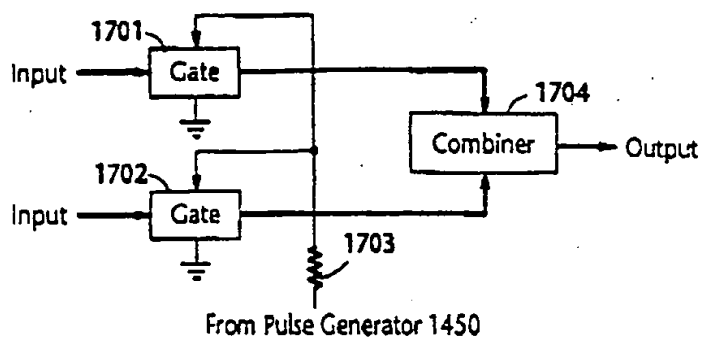 1701
Input
Gate
1704
Combiner
Output
1702
Input
Gate
1703
From Pulse Generator 1450